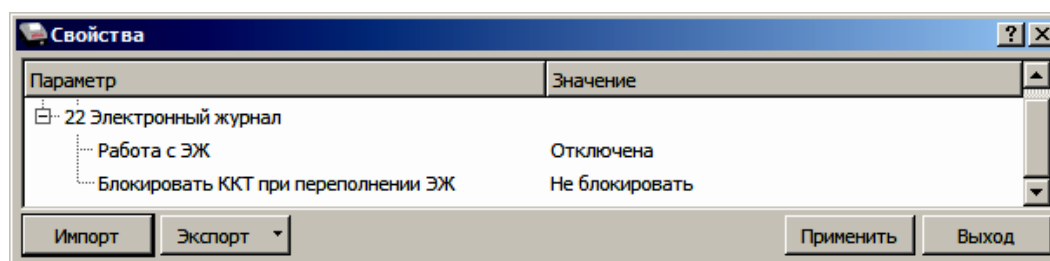 Свойства
Параметр Значение
22 Электронный журнал
Работа с ЭЖ Отключена
Блокировать ККТ при переполнении ЭЖ Не блокировать
Импорт Экспорт Применить Выход